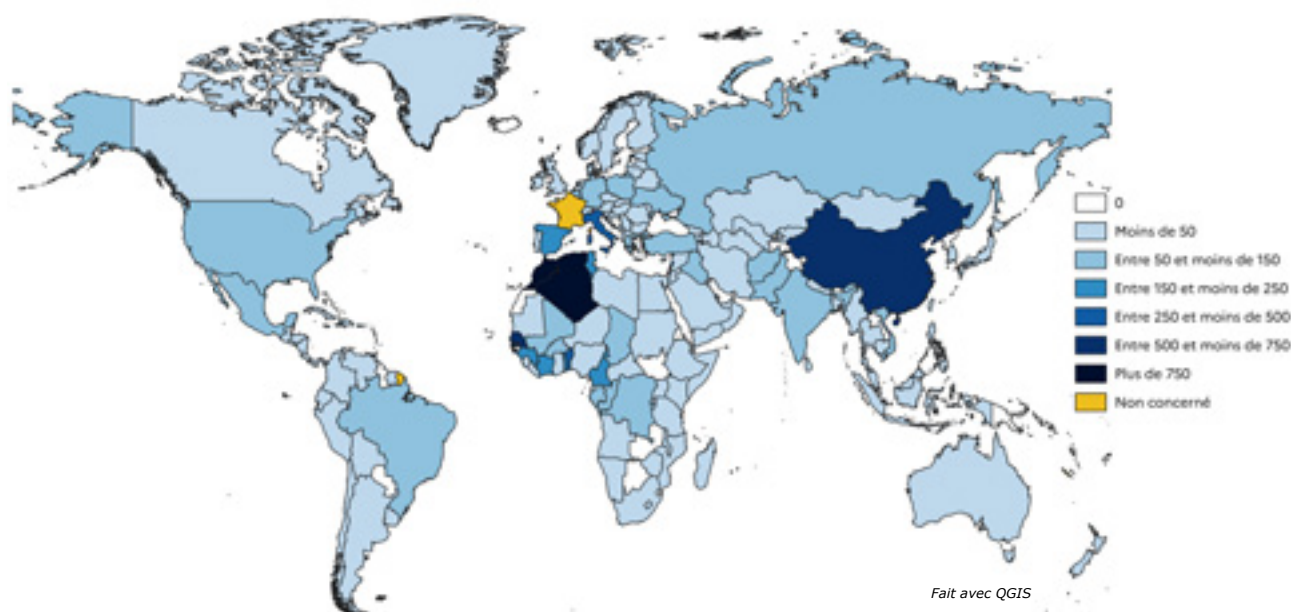 0
Moins de 50
Entre 50 et moins de 150
Entre 150 et moins de 250
Entre 250 et moins de 500
Entre 500 et moins de 750
Plus de 750
Non concerné
Fait avec QGIS